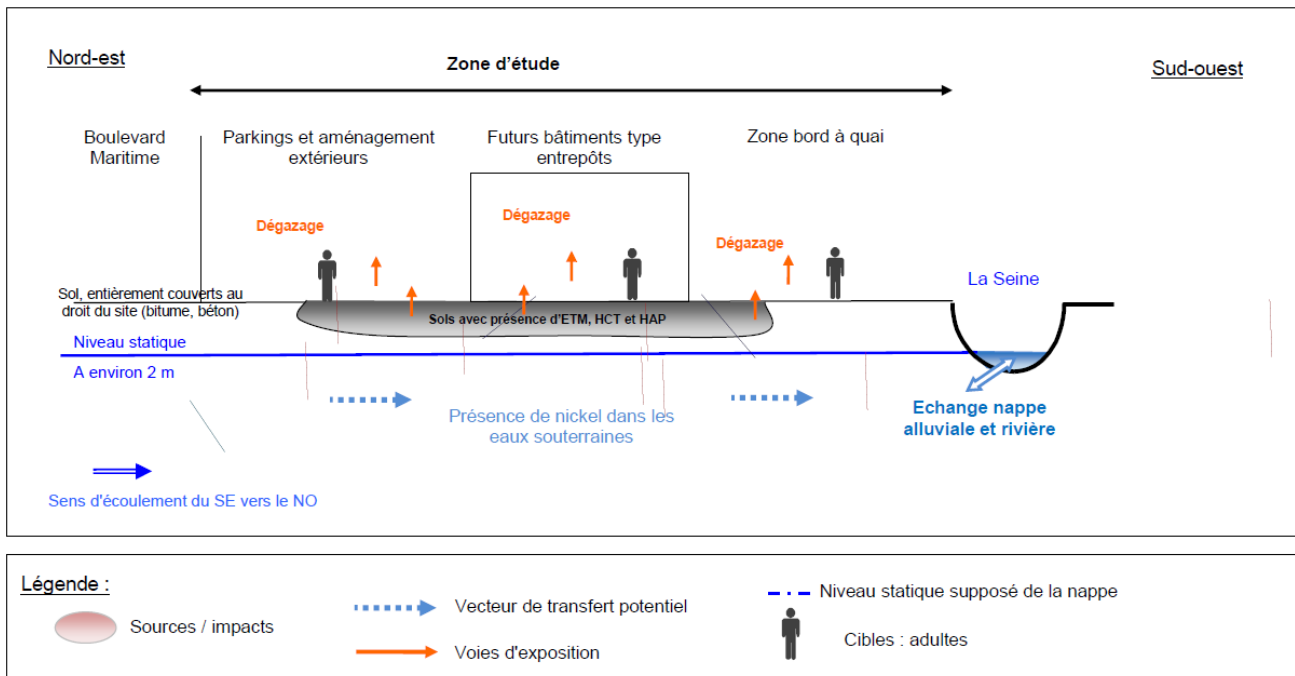 Nord-est
Zone d'étude
Sud-ouest
Boulevard
Maritime
Parkings et aménagement
extérieurs
Futurs bâtiments type
entrepôts
Zone bord à quai
Dégazage
Dégazage
Dégazage
La Seine
Sol, entièrement couverts au
droit du site (bitume, béton)
Sols avec présence d'ETM, HCT et HAP
Niveau statique
A environ 2 m
Présence de nickel dans les
eaux souterraines
Echange nappe
alluviale et rivière
Sens d'écoulement du SE vers le NO
Légende :
Sources / impacts
Vecteur de transfert potentiel
Voies d'exposition
Niveau statique supposé de la nappe
Cibles : adultes